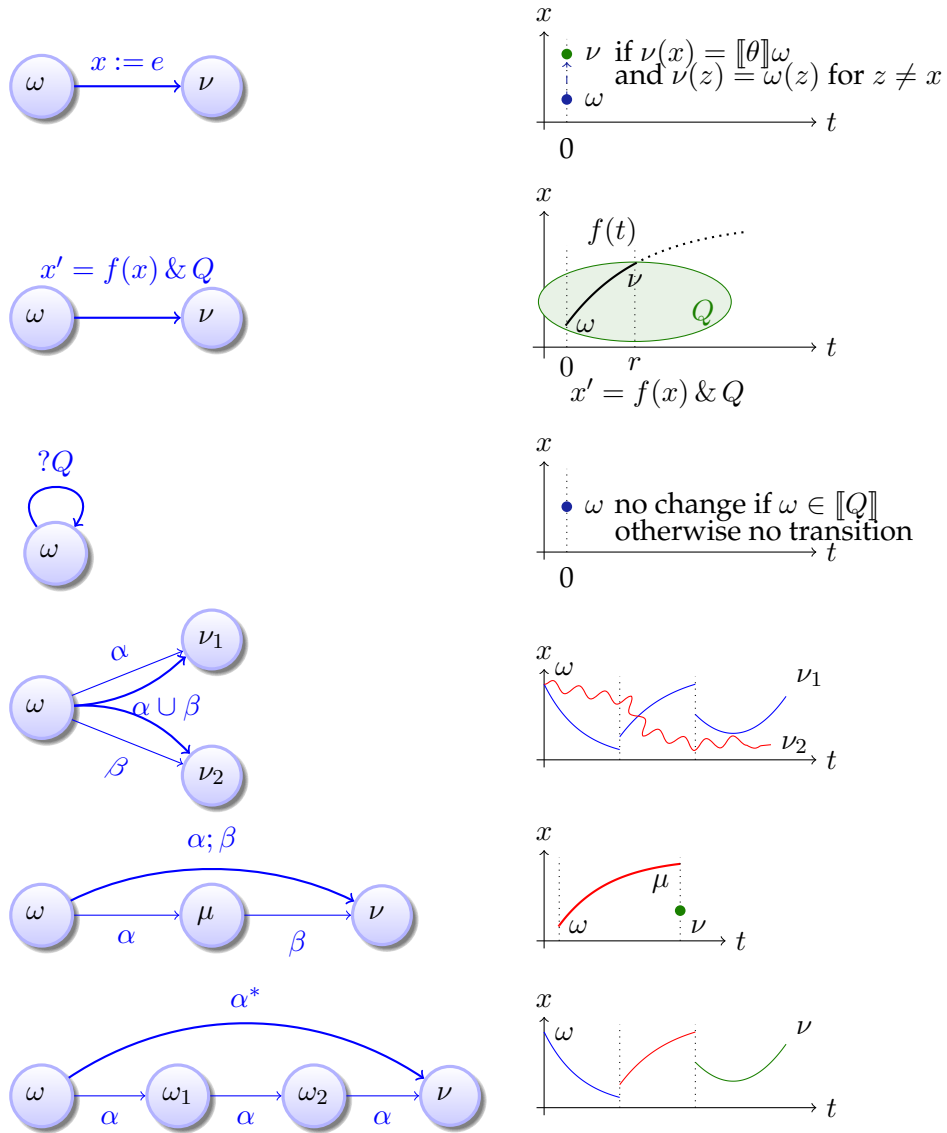 x := e
ω ν
x
ν if ν(x) = ⟦θ⟧ω
and ν(z) = ω(z) for z ≠ x
ω
t
0
x′ = f(x) & Q
ω ν
x
f(t)
ν
ω
Q
t
0 r
x′ = f(x) & Q
?Q
ω
x
ω no change if ω ∈ ⟦Q⟧
otherwise no transition
t
0
ν₁
α
ω
α ∪ β
β
ν₂
x
ω
ν₁
ν₂
t
α; β
ω μ ν
α β
x
μ
ω ν
t
α*
ω ω₁ ω₂ ν
α α α
x
ω ν
t